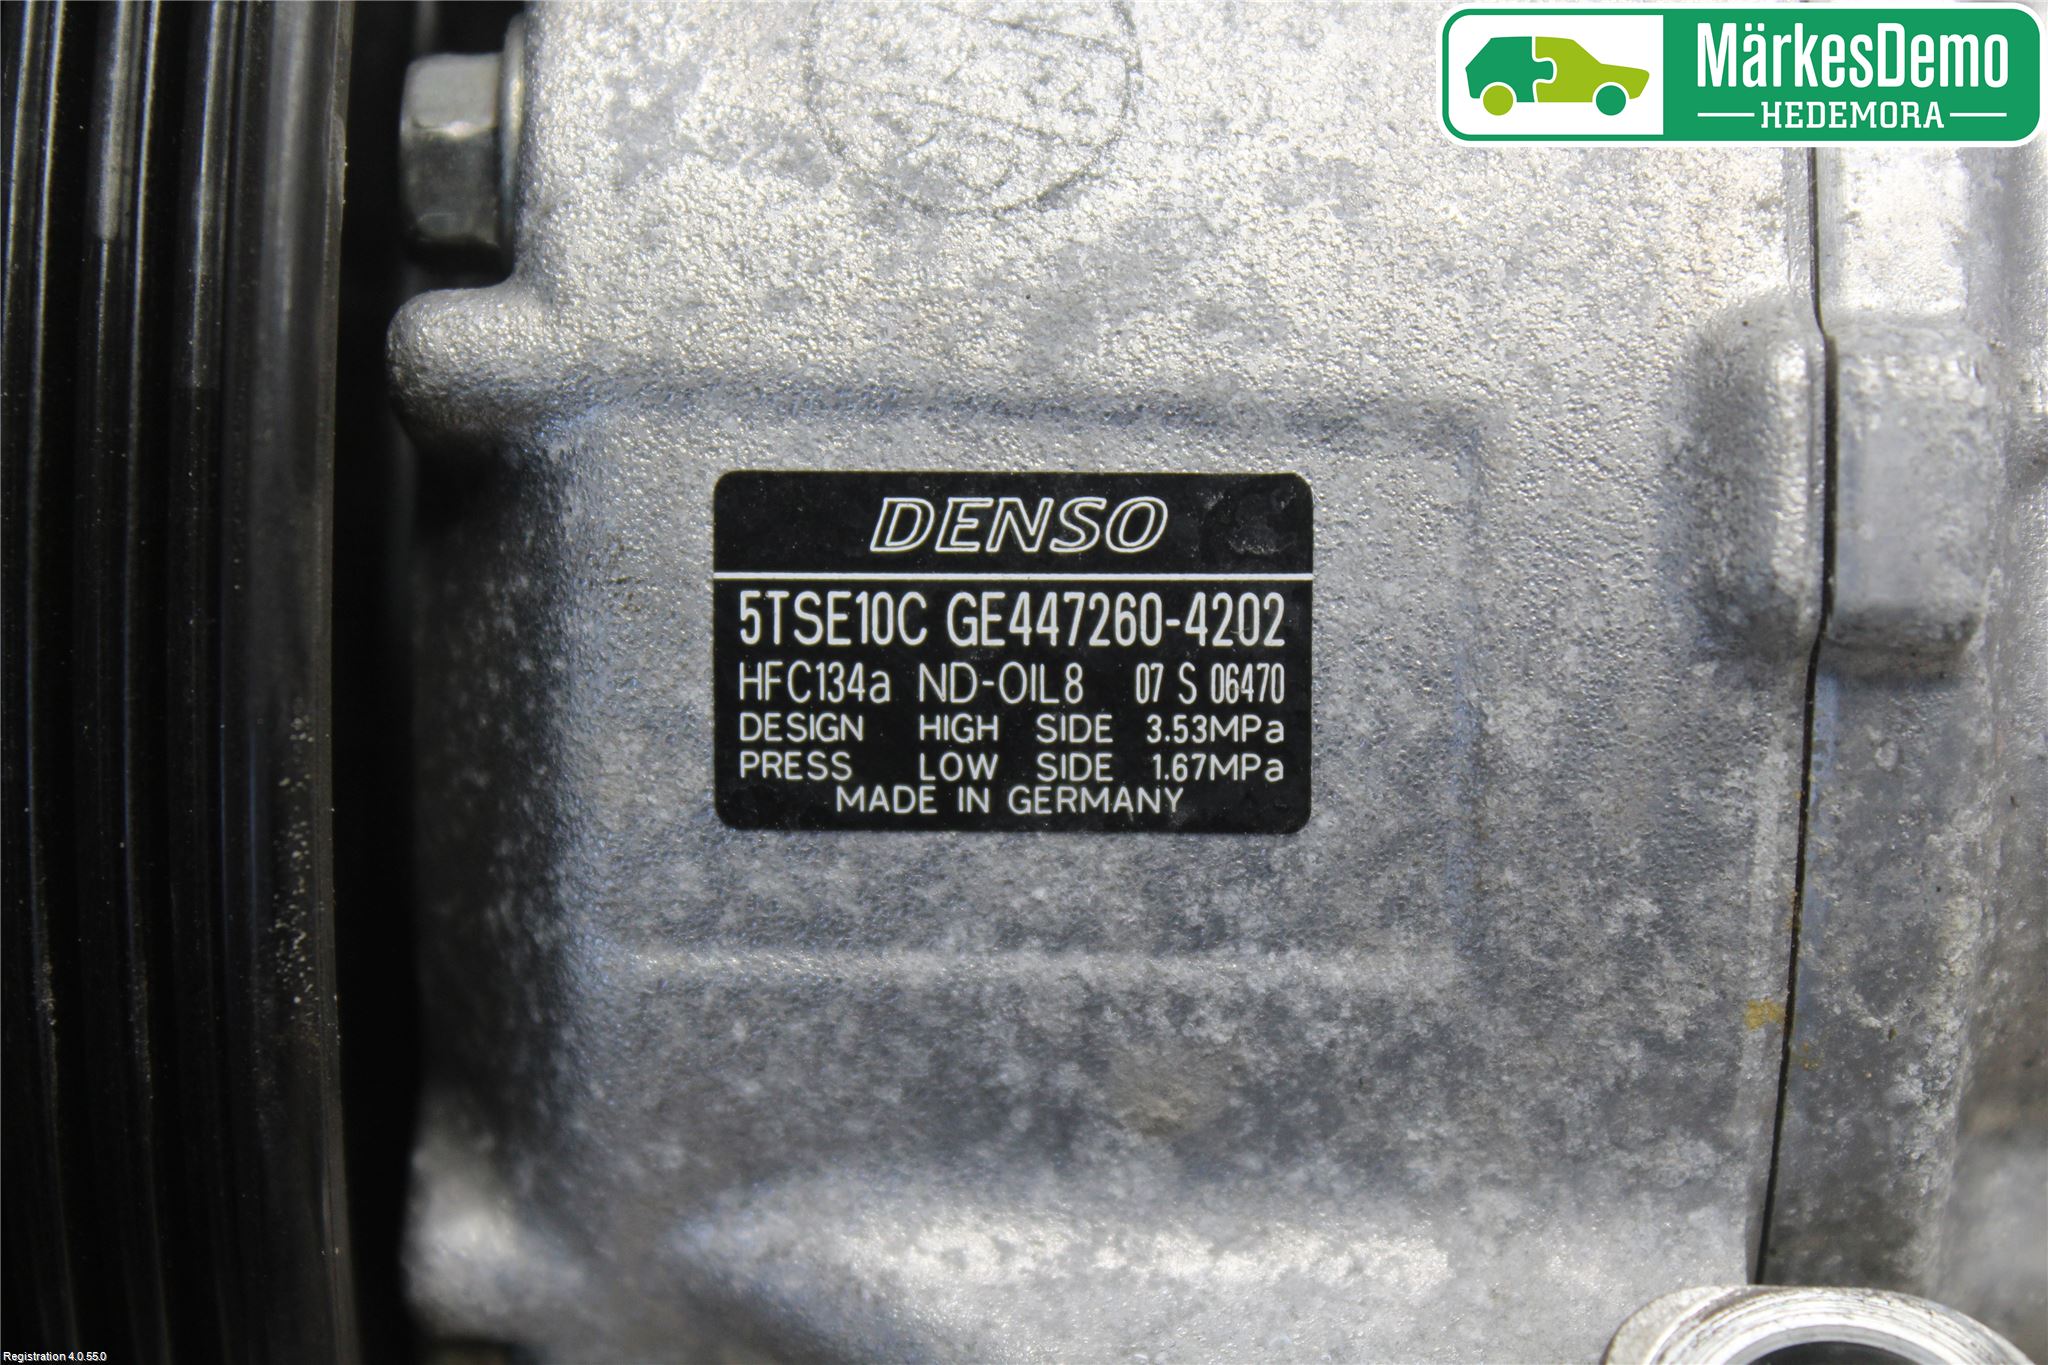 MärkesDemo
HEDEMORA
DENSO
5TSE10C GE447260-4202
HFC134a ND-OIL8 07 S 06470
DESIGN HIGH SIDE 3.53MPa
PRESS LOW SIDE 1.67MPa
MADE IN GERMANY
Registration 4.0.55.0